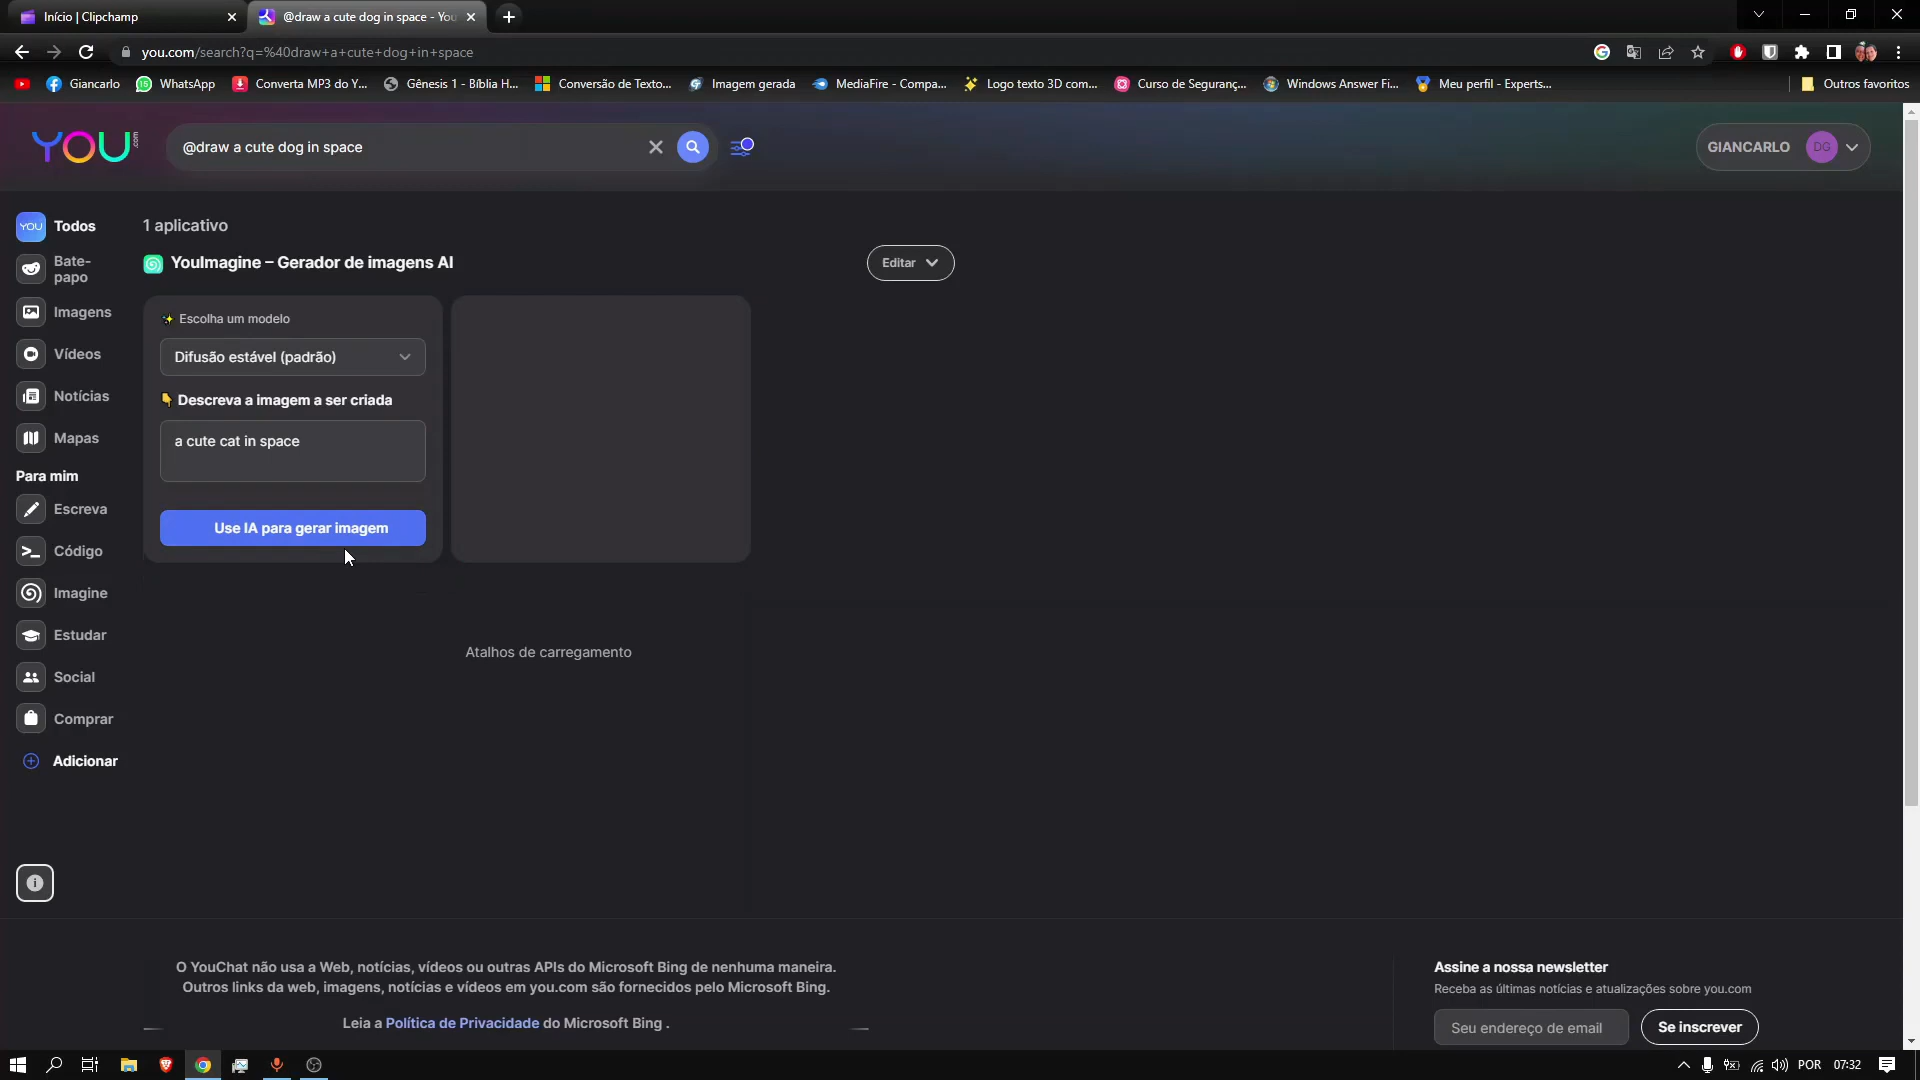 Início | Clipchamp
@draw a cute dog in space - You
you.com/search?q=%40draw+a+cute+dog+in+space
Giancarlo
WhatsApp
Converta MP3 do Y...
Gênesis 1 - Bíblia H...
Conversão de Texto...
Imagem gerada
MediaFire - Compa...
Logo texto 3D com...
Curso de Seguranç...
Windows Answer Fi...
Meu perfil - Experts...
Outros favoritos
YOU.com
@draw a cute dog in space
GIANCARLO DG
YOU Todos
1 aplicativo
Bate-
papo
YouImagine – Gerador de imagens AI
Editar
Imagens
Escolha um modelo
Vídeos
Difusão estável (padrão)
Notícias
Descreva a imagem a ser criada
Mapas
a cute cat in space
Para mim
Escreva
Use IA para gerar imagem
Código
Imagine
Estudar
Atalhos de carregamento
Social
Comprar
Adicionar
O YouChat não usa a Web, notícias, vídeos ou outras APIs do Microsoft Bing de nenhuma maneira.
Outros links da web, imagens, notícias e vídeos em you.com são fornecidos pelo Microsoft Bing.
Leia a Política de Privacidade do Microsoft Bing .
Assine a nossa newsletter
Receba as últimas notícias e atualizações sobre you.com
Seu endereço de email
Se inscrever
POR
07:32